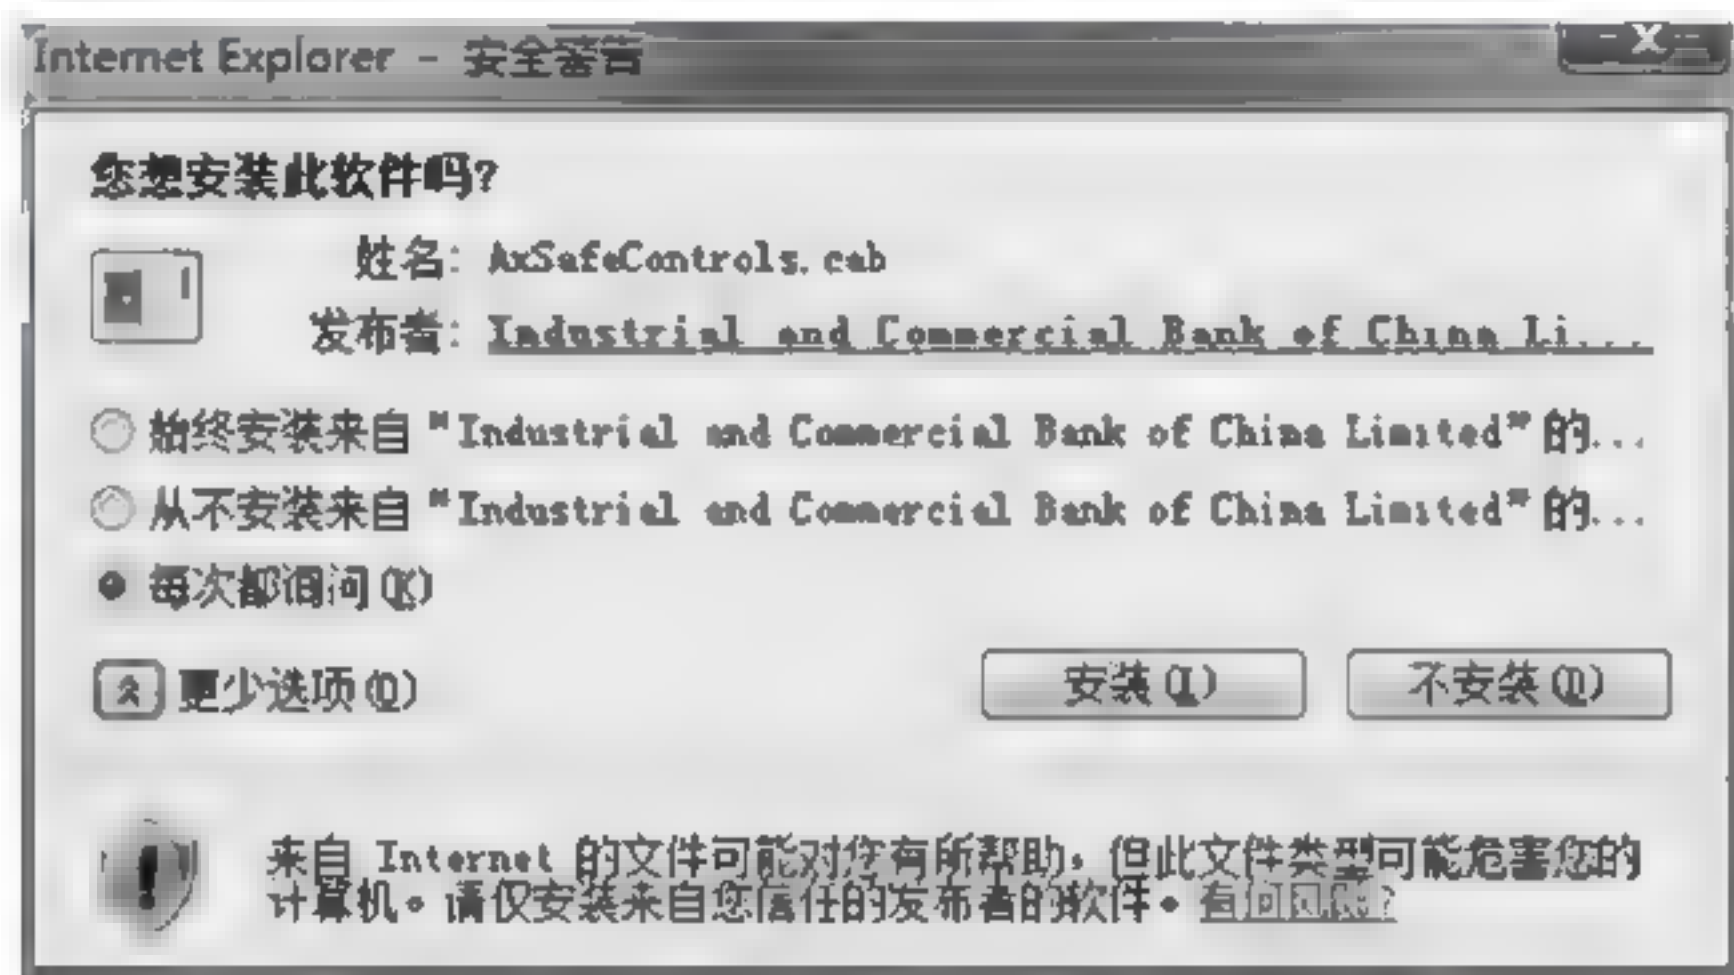 Internet Explorer - 安全警告
X
您想安装此软件吗?
姓名: AxSafeControls.cab
发布者: Industrial and Commercial Bank of China Li...
始终安装来自"Industrial and Commercial Bank of China Limited"的...
从不安装来自"Industrial and Commercial Bank of China Limited"的...
每次都询问(K)
更少选项(O)
安装(I)
不安装(D)
来自 Internet 的文件可能对您有所帮助，但此文件类型可能危害您的
计算机。请仅安装来自您信任的发布者的软件。有何风险?